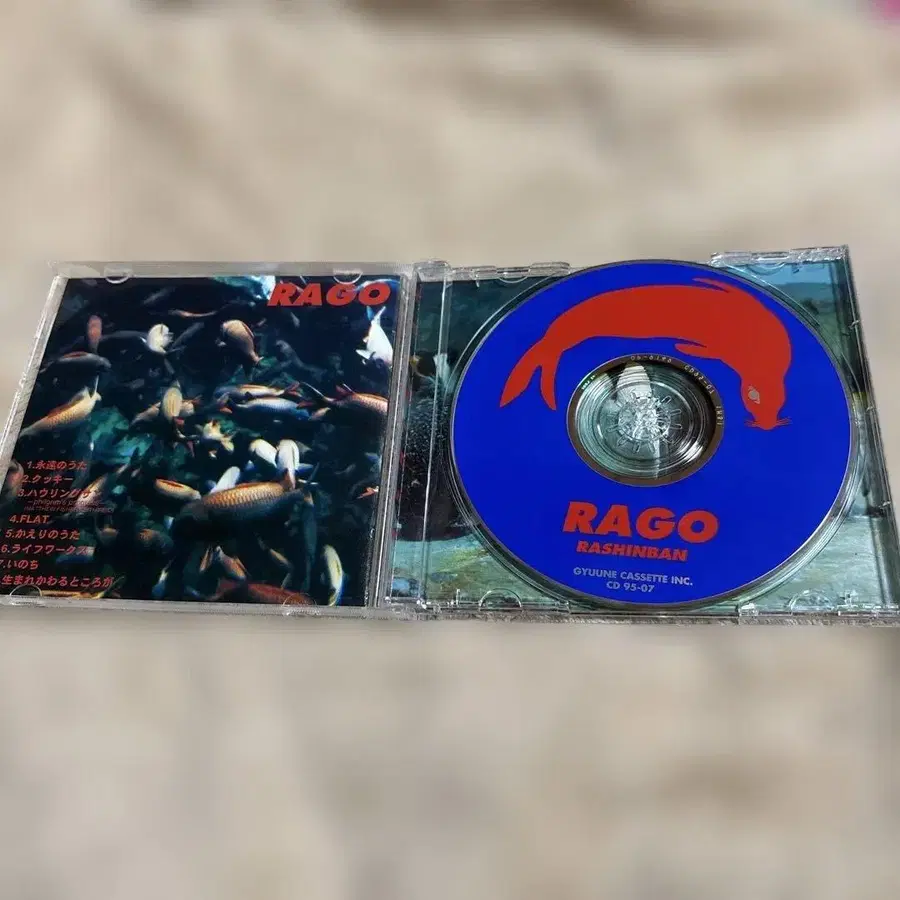 RAGO
1.永遠のうた
2.クッキー
3.ハウリングサン
4.FLAT
5.かえりのうた
6.ライフワークス
7.いのち
生まれかわるところが
RAGO
RASHINBAN
GYUUNE CASSETTE INC.
CD 95-07